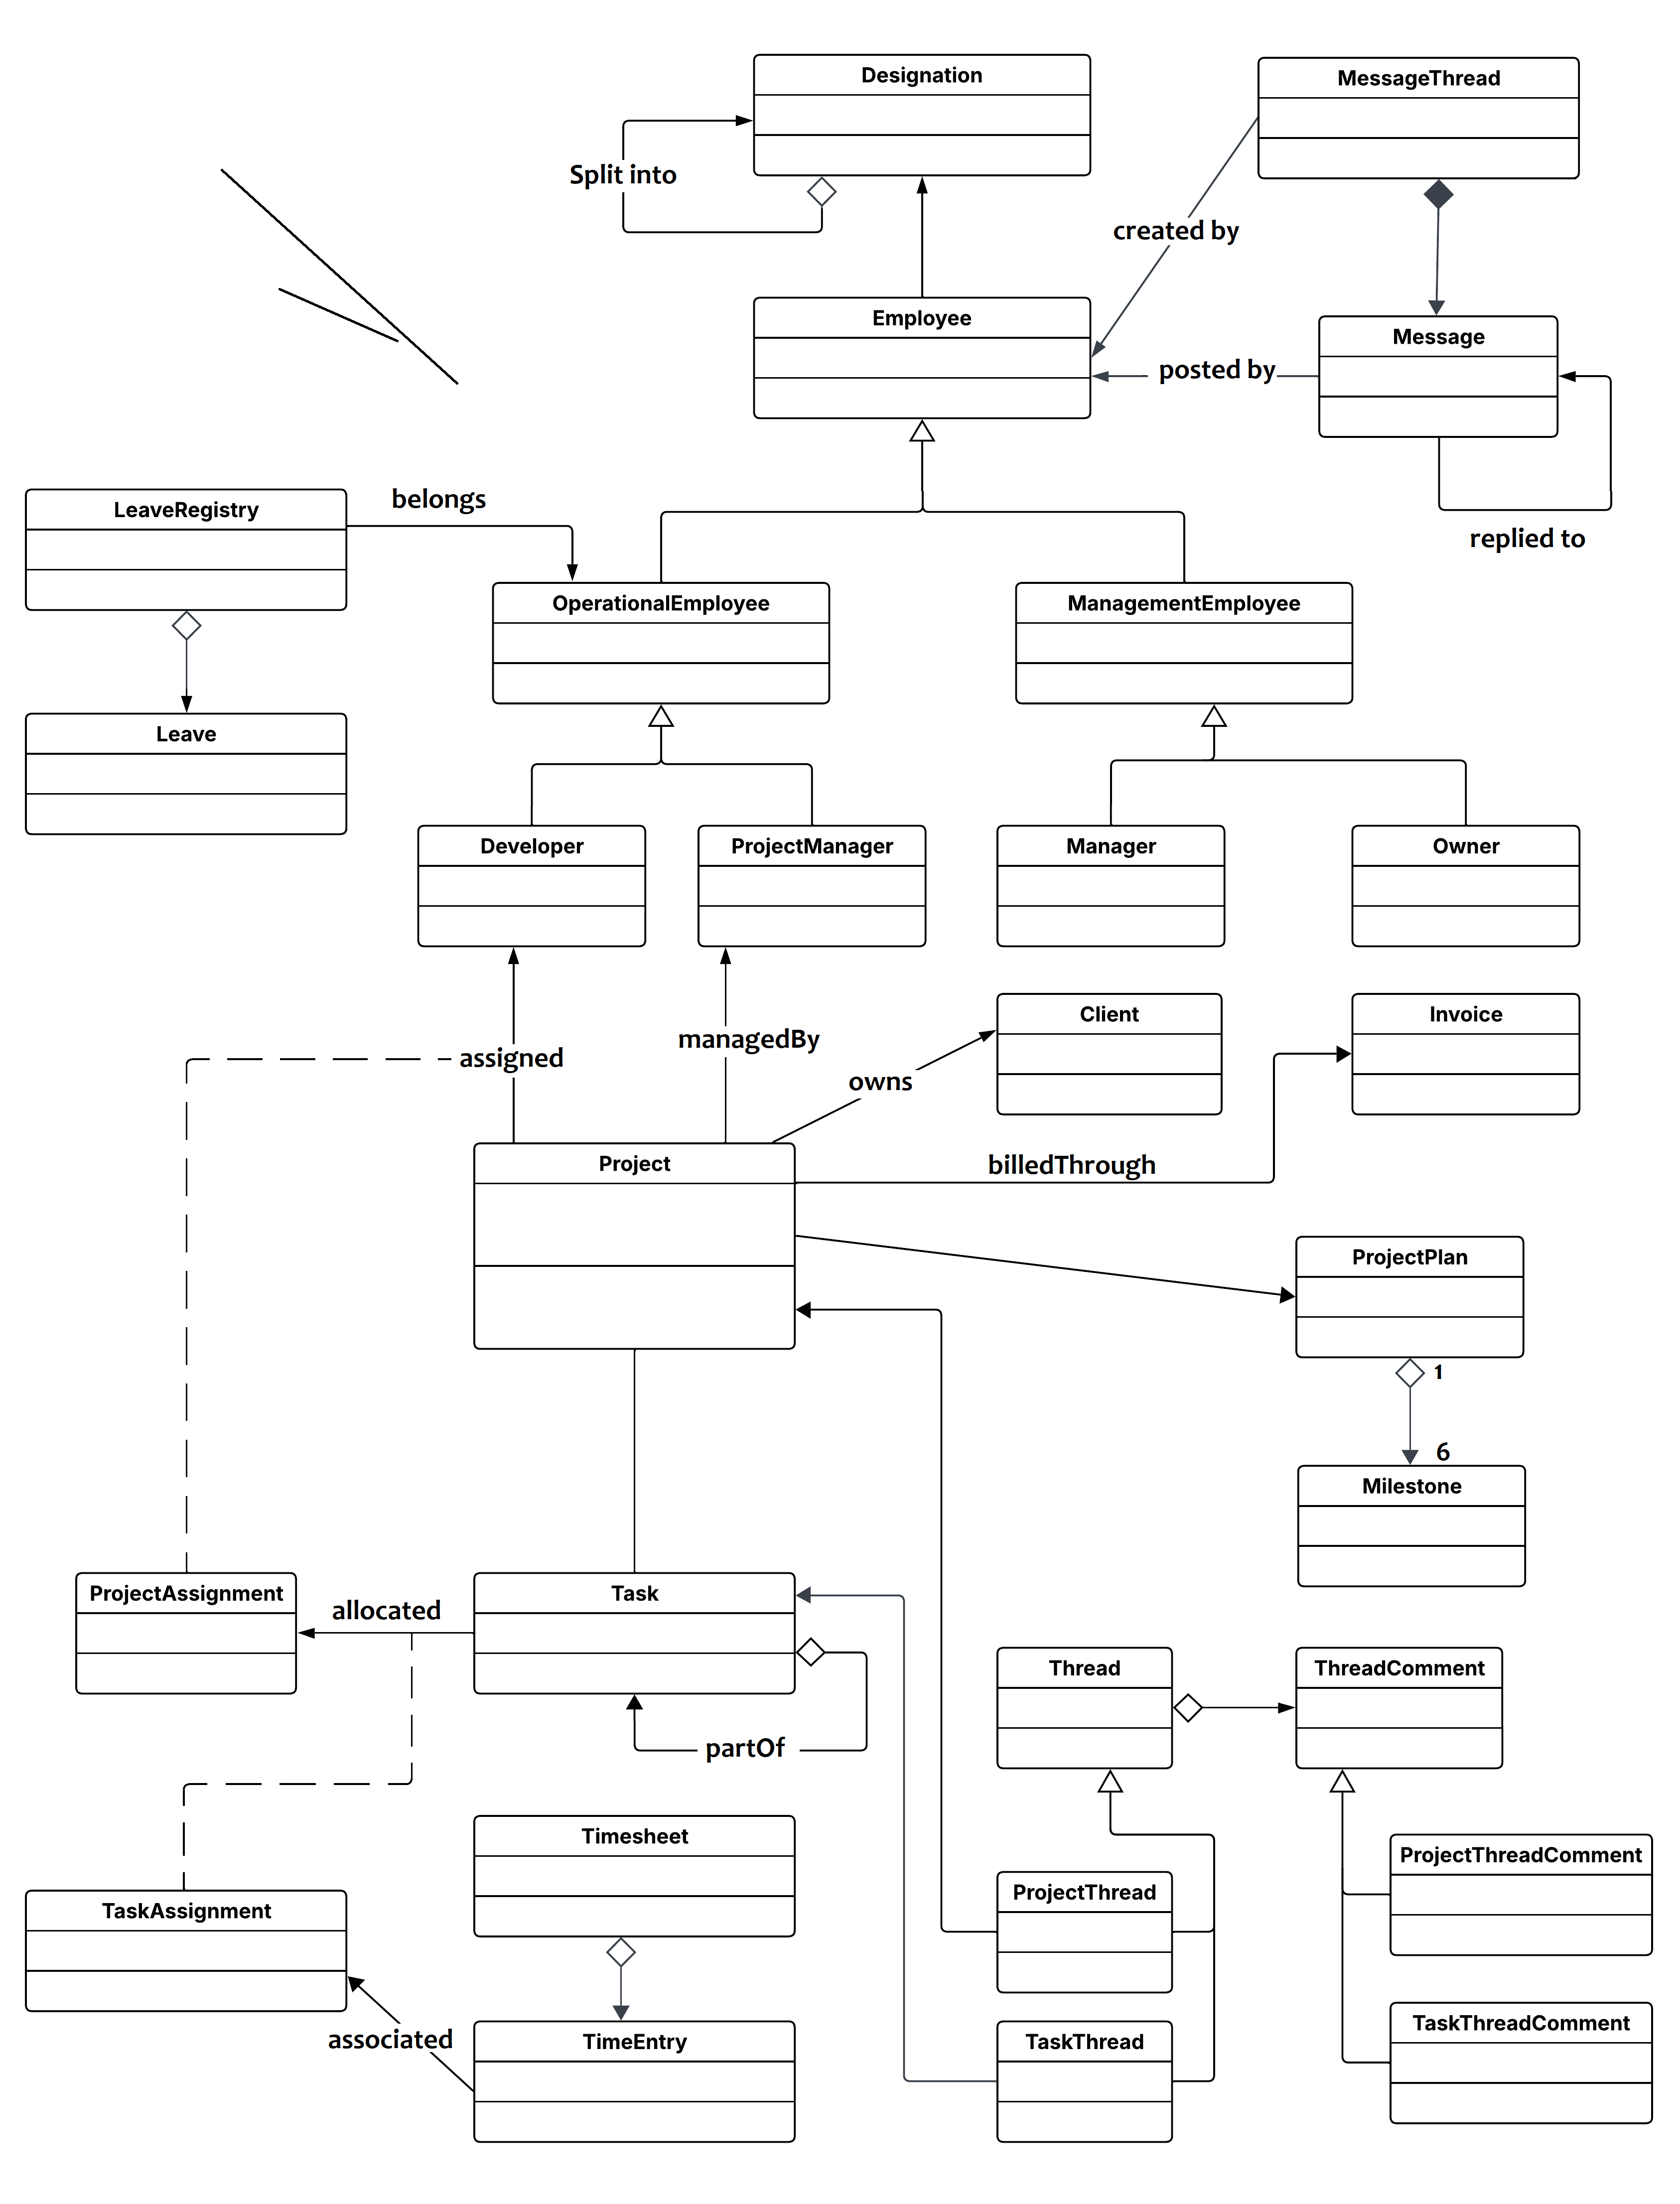 Designation
MessageThread
Split into
created by
Employee
Message
posted by
belongs
LeaveRegistry
replied to
OperationalEmployee
ManagementEmployee
Leave
Developer
ProjectManager
Manager
Owner
Client
Invoice
managedBy
assigned
owns
Project
billedThrough
ProjectPlan
1
6
Milestone
ProjectAssignment
allocated
Task
Thread
ThreadComment
partOf
Timesheet
ProjectThreadComment
ProjectThread
TaskAssignment
TaskThreadComment
associated
TimeEntry
TaskThread